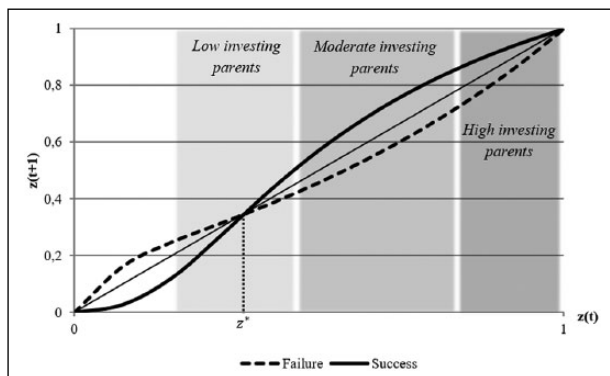 1
0,8
0,6
0,4
0,2
0
z(t+1)
Low investing
parents
Moderate investing
parents
High investing
parents
0
z*
1
z(t)
Failure
Success